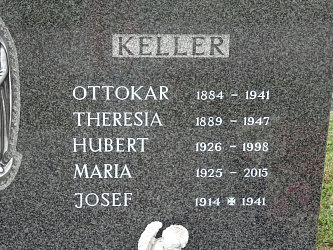 KELLER
OTTOKAR 1884 – 1941
THERESIA 1889 – 1947
HUBERT 1926 – 1998
MARIA 1925 – 2015
JOSEF 1914 ✠ 1941